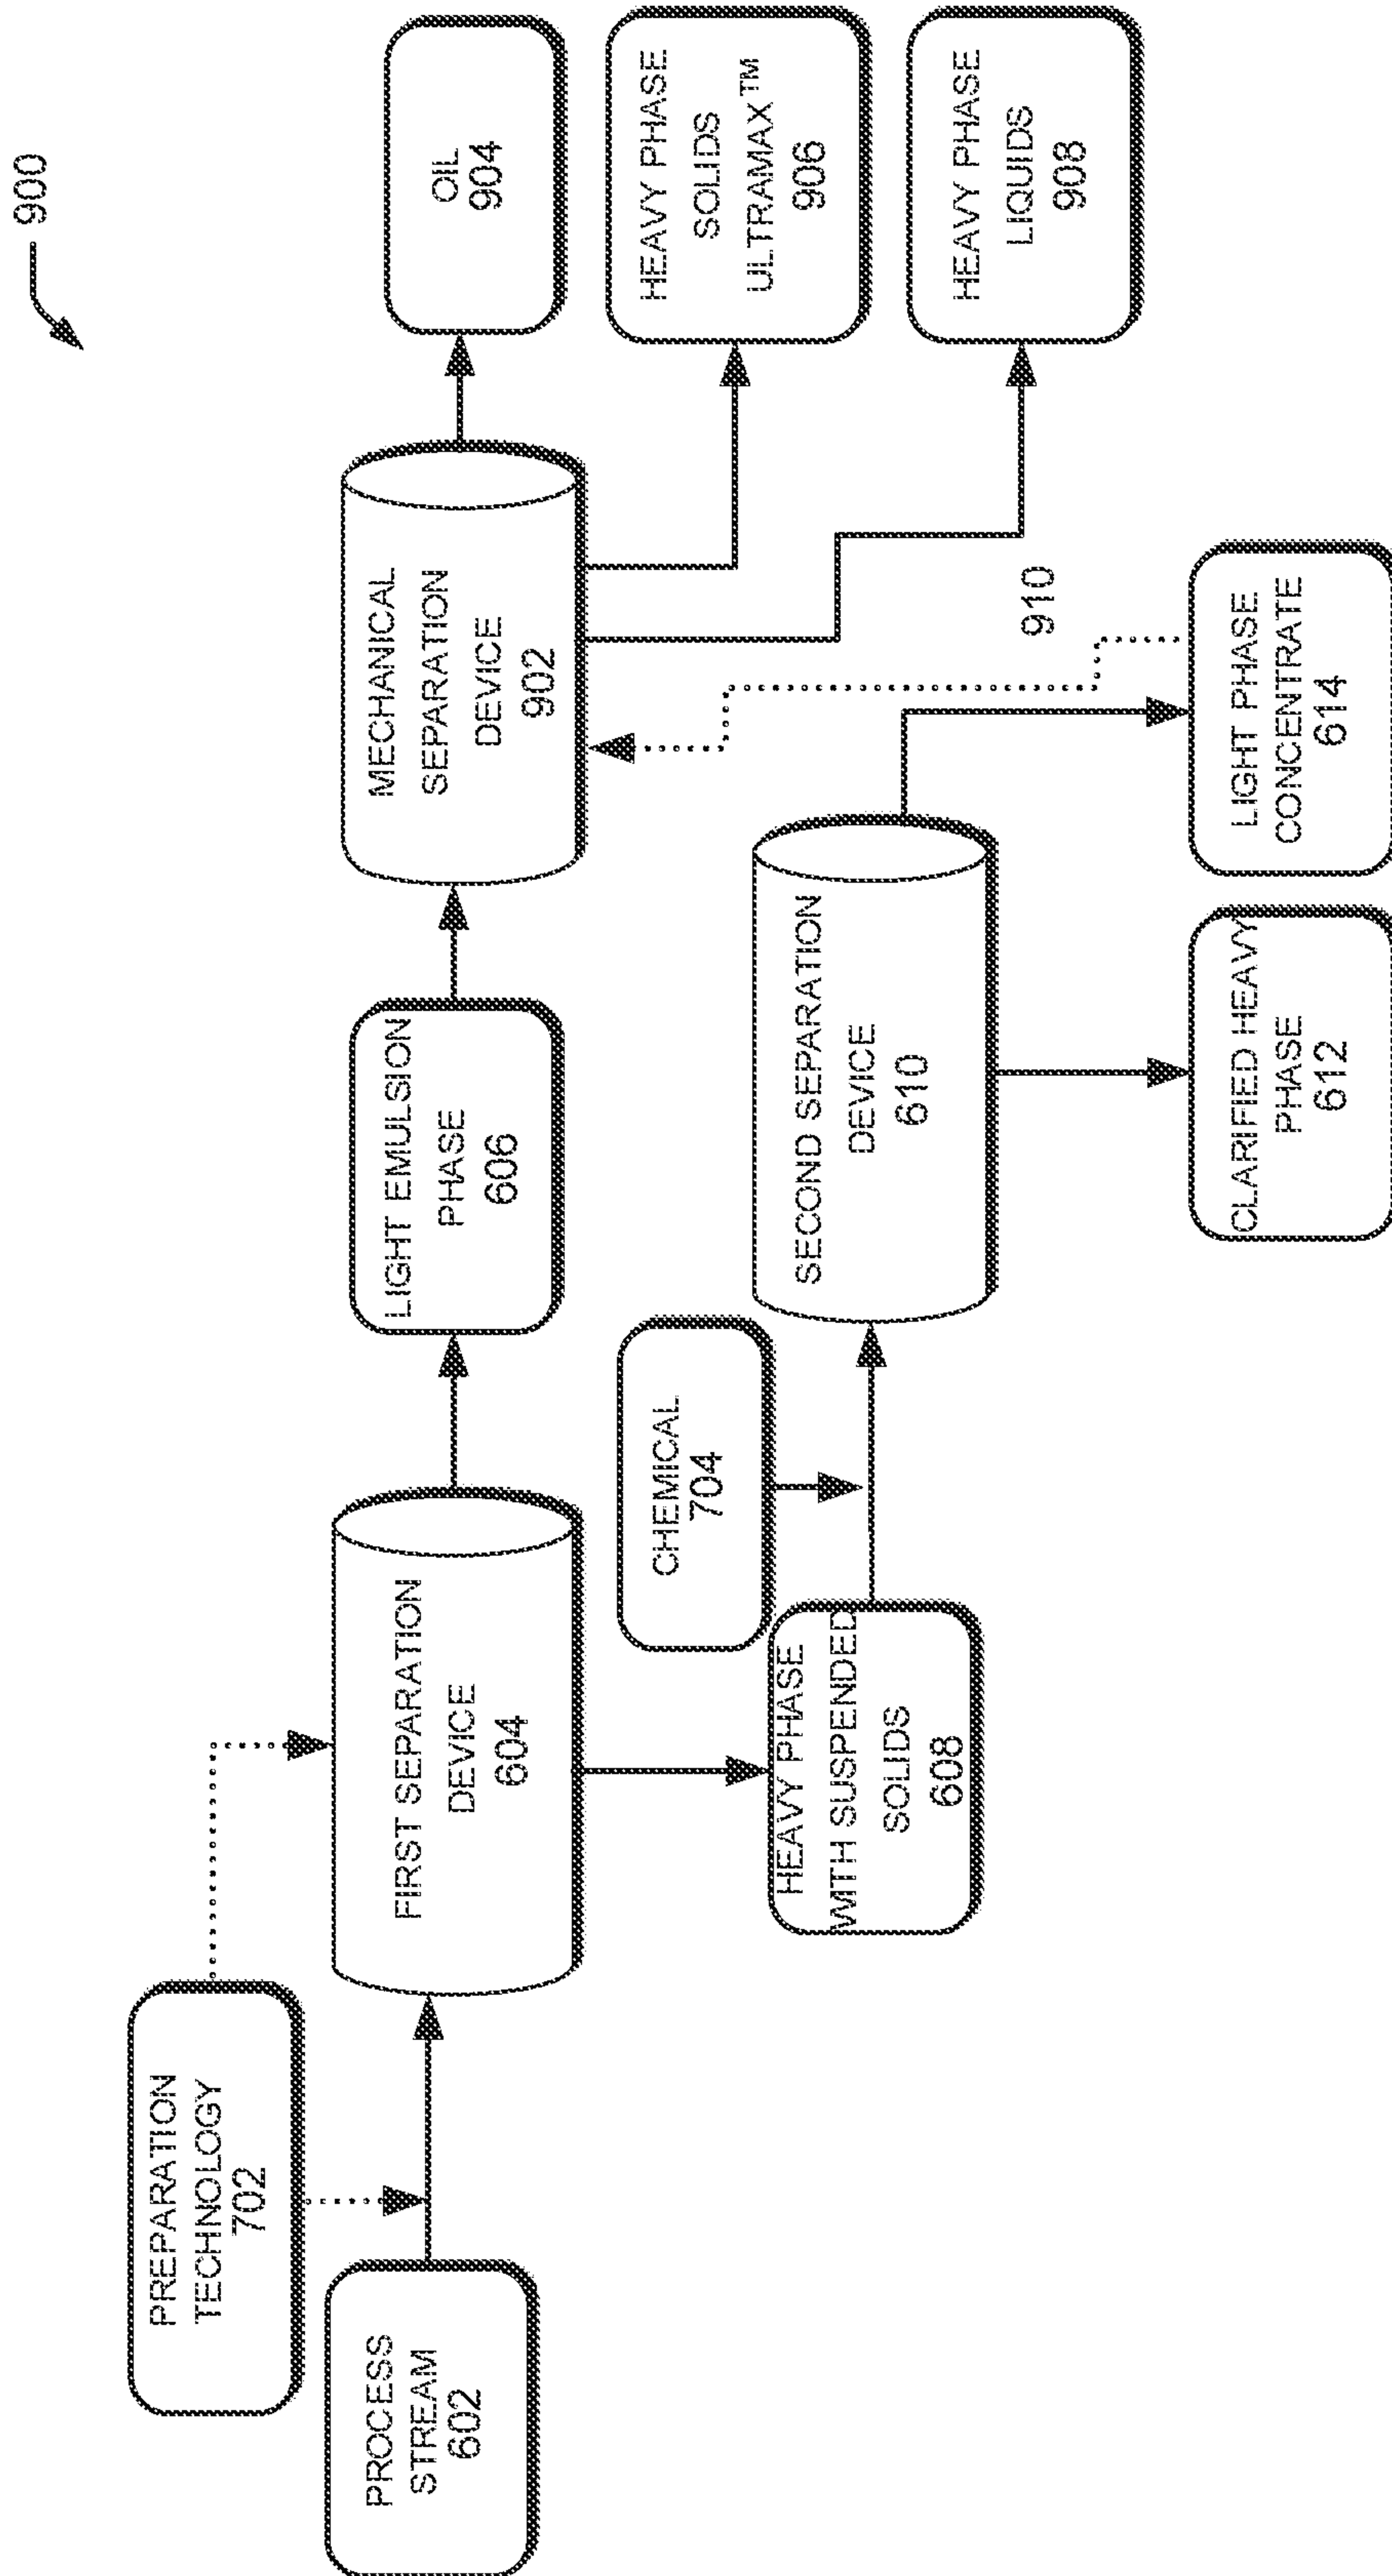 900
PREPARATION
TECHNOLOGY
702
PROCESS
STREAM
602
FIRST SEPARATION
DEVICE
604
LIGHT EMULSION
PHASE
606
MECHANICAL
SEPARATION
DEVICE
902
OIL
904
HEAVY PHASE
SOLIDS
ULTRAMAX™
906
HEAVY PHASE
LIQUIDS
908
CHEMICAL
704
HEAVY PHASE
WITH SUSPENDED
SOLIDS
608
SECOND SEPARATION
DEVICE
610
910
CLARIFIED HEAVY
PHASE
612
LIGHT PHASE
CONCENTRATE
614